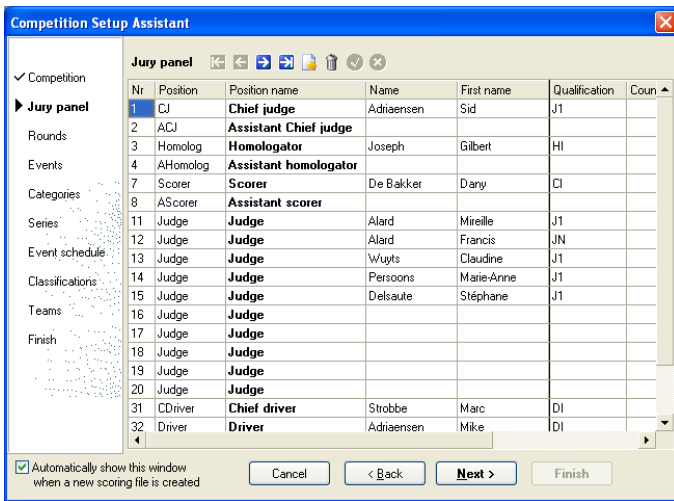 Competition Setup Assistant
Competition
Jury panel
Rounds
Events
Categories
Series
Event schedule
Classifications
Teams
Finish
Jury panel
Nr Position Position name Name First name Qualification Coun
1 CJ Chief judge Adriaensen Sid J1
2 ACJ Assistant Chief judge
3 Homolog Homologator Joseph Gilbert HI
4 AHomolog Assistant homologator
7 Scorer Scorer De Bakker Dany CI
8 AScorer Assistant scorer
11 Judge Judge Alard Mireille J1
12 Judge Judge Alard Francis JN
13 Judge Judge Wuyts Claudine J1
14 Judge Judge Persoons Marie-Anne J1
15 Judge Judge Delsaute Stéphane J1
16 Judge Judge
17 Judge Judge
18 Judge Judge
19 Judge Judge
20 Judge Judge
31 CDriver Chief driver Strobbe Marc DI
32 Driver Driver Adriaensen Mike DI
Automatically show this window
when a new scoring file is created
Cancel < Back Next > Finish